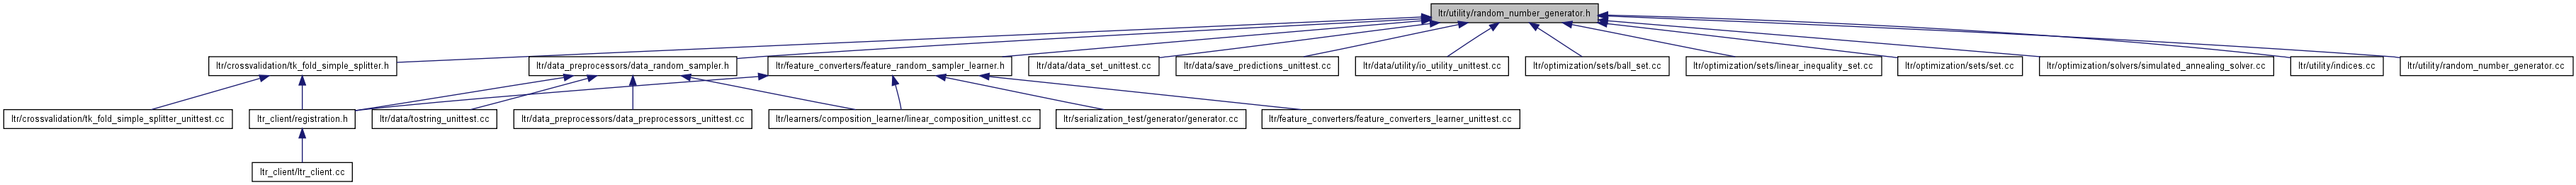 ltr/utility/random_number_generator.h
ltr/crossvalidation/tk_fold_simple_splitter.h
ltr/data_preprocessors/data_random_sampler.h
ltr/feature_converters/feature_random_sampler_learner.h
ltr/data/data_set_unittest.cc
ltr/data/save_predictions_unittest.cc
ltr/data/utility/io_utility_unittest.cc
ltr/optimization/sets/ball_set.cc
ltr/optimization/sets/linear_inequality_set.cc
ltr/optimization/sets/set.cc
ltr/optimization/solvers/simulated_annealing_solver.cc
ltr/utility/indices.cc
ltr/utility/random_number_generator.cc
ltr/crossvalidation/tk_fold_simple_splitter_unittest.cc
ltr_client/registration.h
ltr/data/tostring_unittest.cc
ltr/data_preprocessors/data_preprocessors_unittest.cc
ltr/learners/composition_learner/linear_composition_unittest.cc
ltr/serialization_test/generator/generator.cc
ltr/feature_converters/feature_converters_learner_unittest.cc
ltr_client/ltr_client.cc